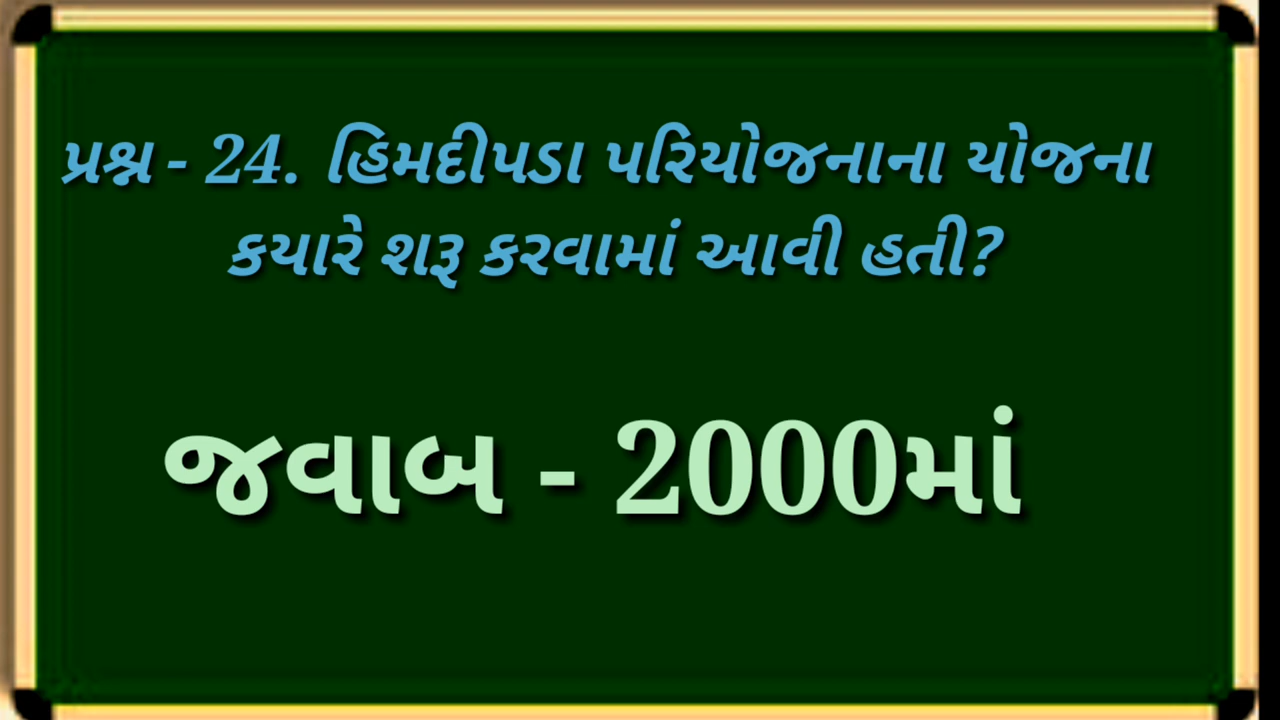 પ્રશ્ન - 24. હિમદીપડા પરિયોજનાના યોજના
કયારે શરૂ કરવામાં આવી હતી?
જવાબ - 2000માં